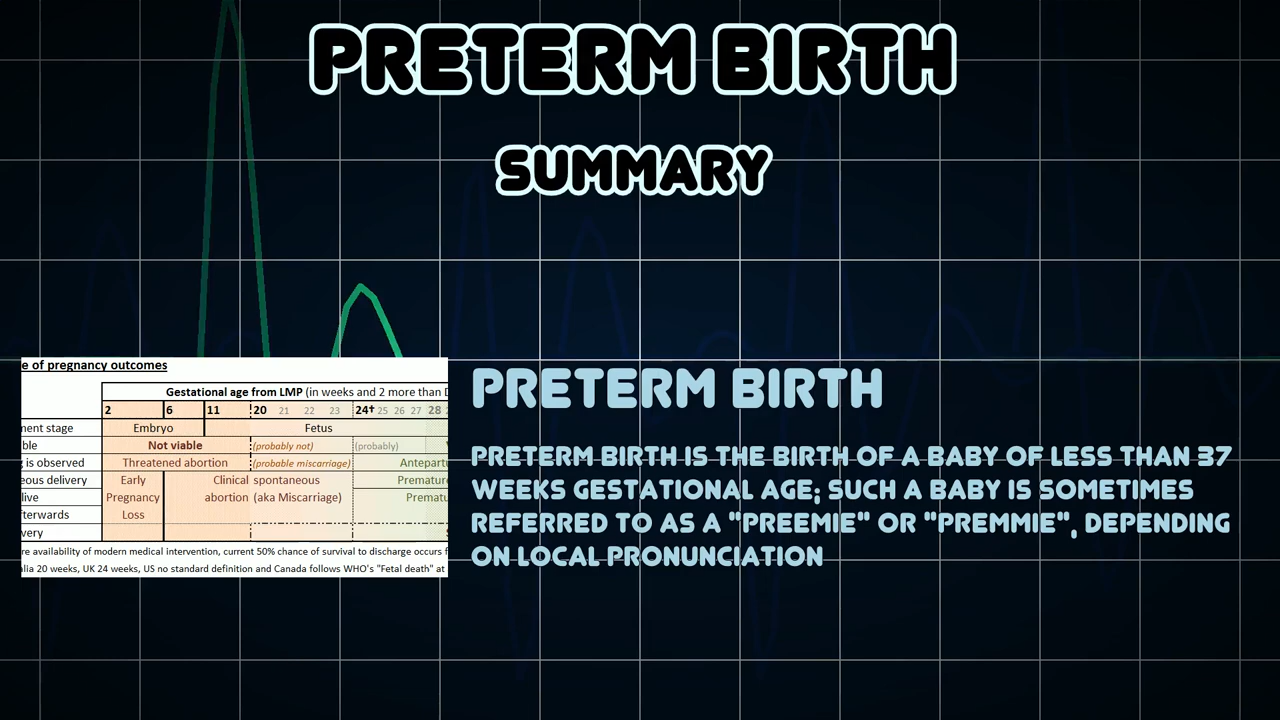 PRETERM BIRTH
SUMMARY
e of pregnancy outcomes
Gestational age from LMP (in weeks and 2 more than
2 6 11 20 21 22 23 24† 25 26 27 28
ment stage Embryo Fetus
ble Not viable (probably not) (probably)
g is observed Threatened abortion (probable miscarriage) Antepart
eous delivery Early Clinical spontaneous Premature
live Pregnancy abortion (aka Miscarriage) Prematu
fterwards Loss
very
re availability of modern medical intervention, current 50% chance of survival to discharge occurs f
lia 20 weeks, UK 24 weeks, US no standard definition and Canada follows WHO's "Fetal death" at
PRETERM BIRTH
PRETERM BIRTH IS THE BIRTH OF A BABY OF LESS THAN 37
WEEKS GESTATIONAL AGE; SUCH A BABY IS SOMETIMES
REFERRED TO AS A "PREEMIE" OR "PREMMIE", DEPENDING
ON LOCAL PRONUNCIATION